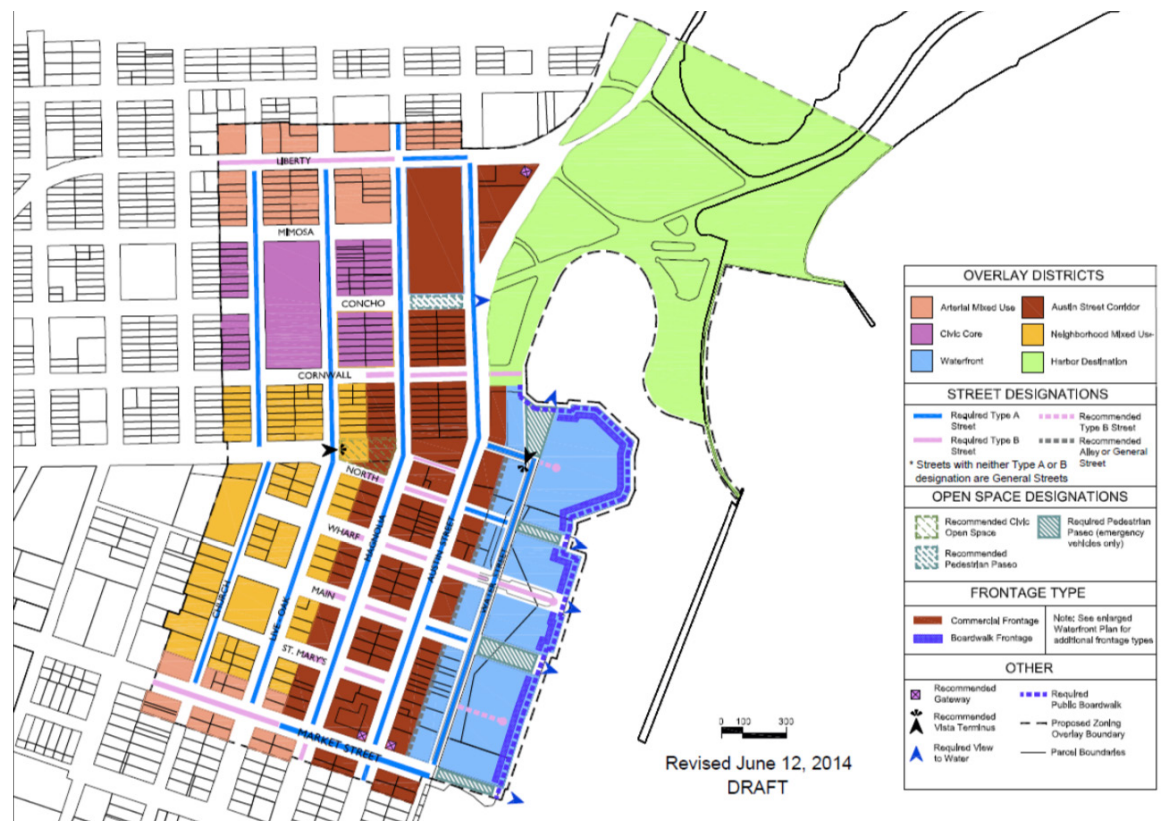 LIBERTY
MIMOSA
CONCHO
CORNWALL
NORTH
WHARF
MAIN
ST. MARY'S
CHURCH
LIVE OAK
MAGNOLIA
AUSTIN STREET
WATER STREET
MARKET STREET
0 100 300
Revised June 12, 2014
DRAFT
OVERLAY DISTRICTS
Arterial Mixed Use
Austin Street Corridor
Civic Core
Neighborhood Mixed Use
Waterfront
Harbor Destination
STREET DESIGNATIONS
Required Type A
Street
Recommended
Type B Street
Required Type B
Street
Recommended
Alley or General
Street
* Streets with neither Type A or B
designation are General Streets
OPEN SPACE DESIGNATIONS
Recommended Civic
Open Space
Required Pedestrian
Paseo (emergency
vehicles only)
Recommended
Pedestrian Paseo
FRONTAGE TYPE
Commercial Frontage
Boardwalk Frontage
Note: See enlarged
Waterfront Plan for
additional frontage types
OTHER
Recommended
Gateway
Required
Public Boardwalk
Recommended
Vista Terminus
Proposed Zoning
Overlay Boundary
Required View
to Water
Parcel Boundaries